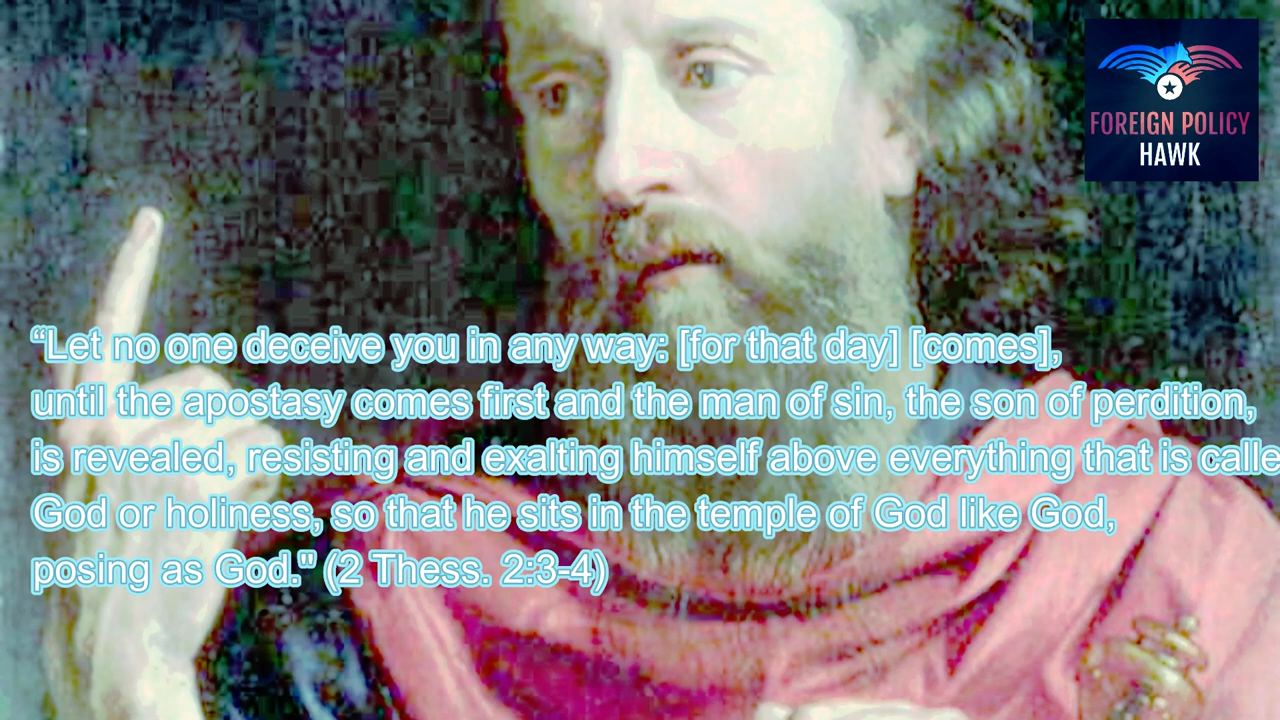 FOREIGN POLICY
HAWK
“Let no one deceive you in any way: [for that day] [comes],
until the apostasy comes first and the man of sin, the son of perdition,
is revealed, resisting and exalting himself above everything that is calle
God or holiness, so that he sits in the temple of God like God,
posing as God." (2 Thess. 2:3-4)